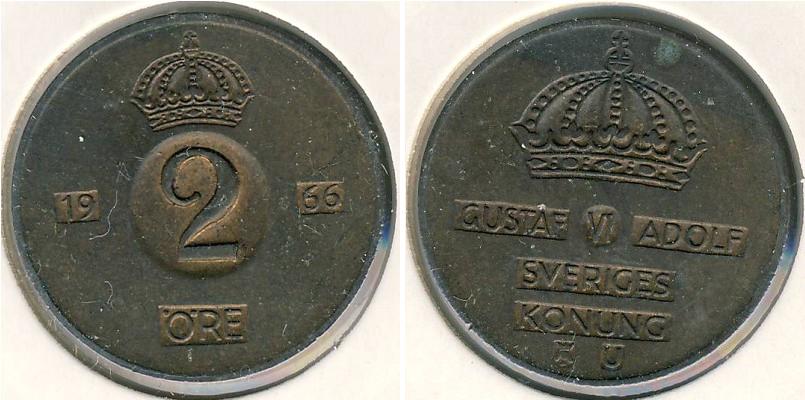 2
19 66
ÖRE
GUSTAF VI ADOLF
SVERIGES
KONUNG
U